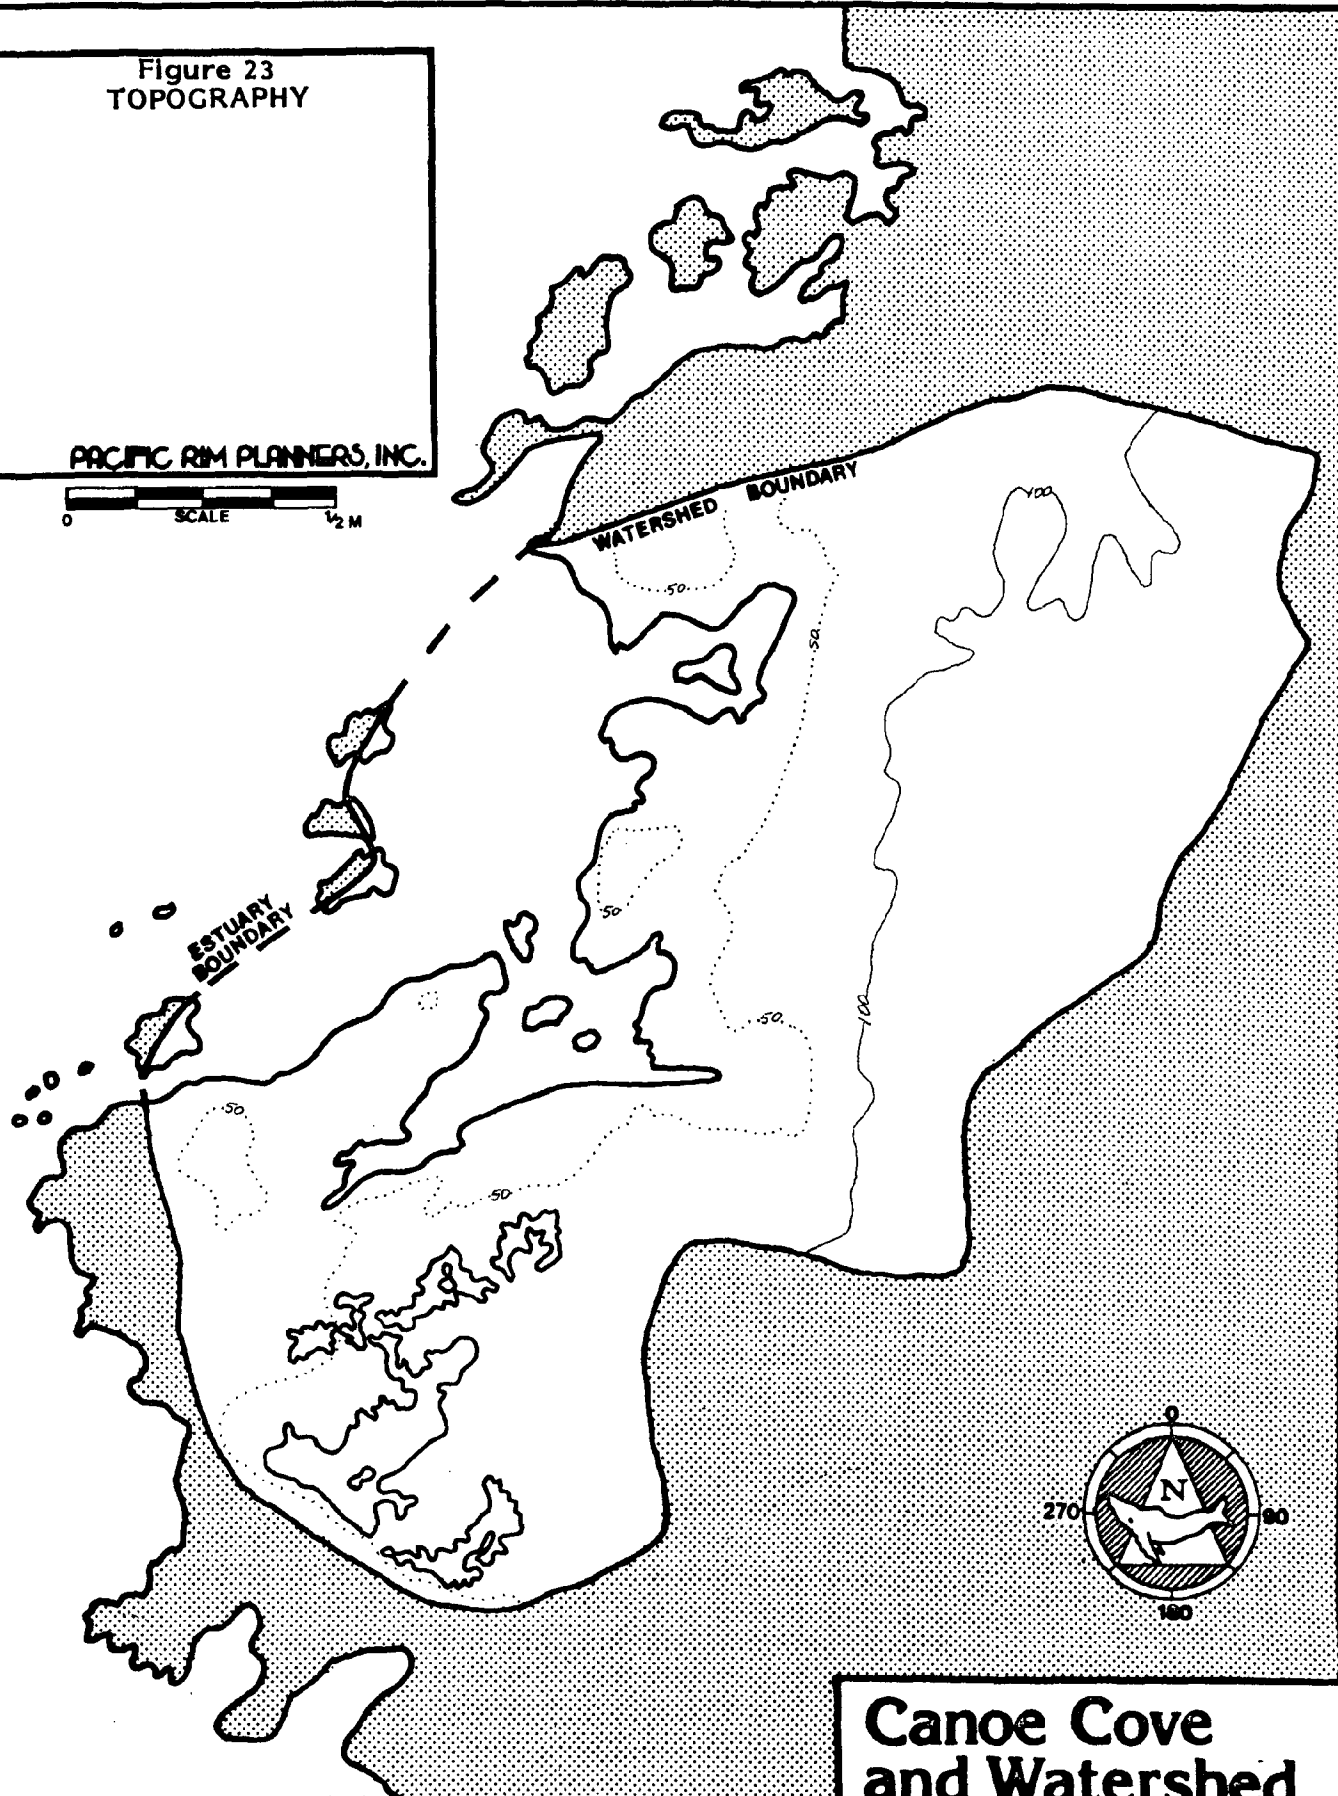 Figure 23
TOPOGRAPHY
PACIFIC RIM PLANNERS, INC.
0
SCALE
1/2 M
WATERSHED BOUNDARY
100
50
50
50
ESTUARY
BOUNDARY
100
50
50
50
0
N
270
90
180
Canoe Cove
and Watershed